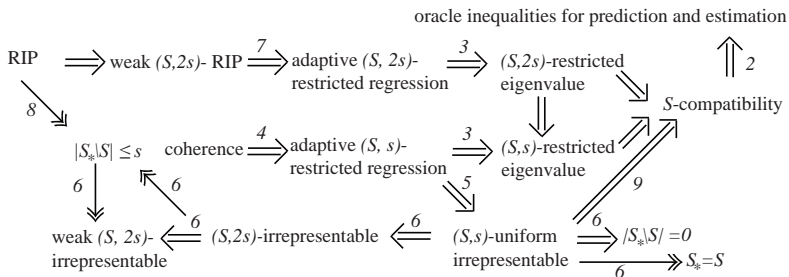 oracle inequalities for prediction and estimation
RIP
weak (S,2s)- RIP
7
adaptive (S, 2s)-
restricted regression
3
(S,2s)-restricted
eigenvalue
2
S-compatibility
8
|S*\S| ≤ s
coherence
4
adaptive (S, s)-
restricted regression
3
(S,s)-restricted
eigenvalue
6
6
5
9
weak (S, 2s)-
irrepresentable
6
(S,2s)-irrepresentable
6
(S,s)-uniform
irrepresentable
6
|S*\S| =0
6
S*=S